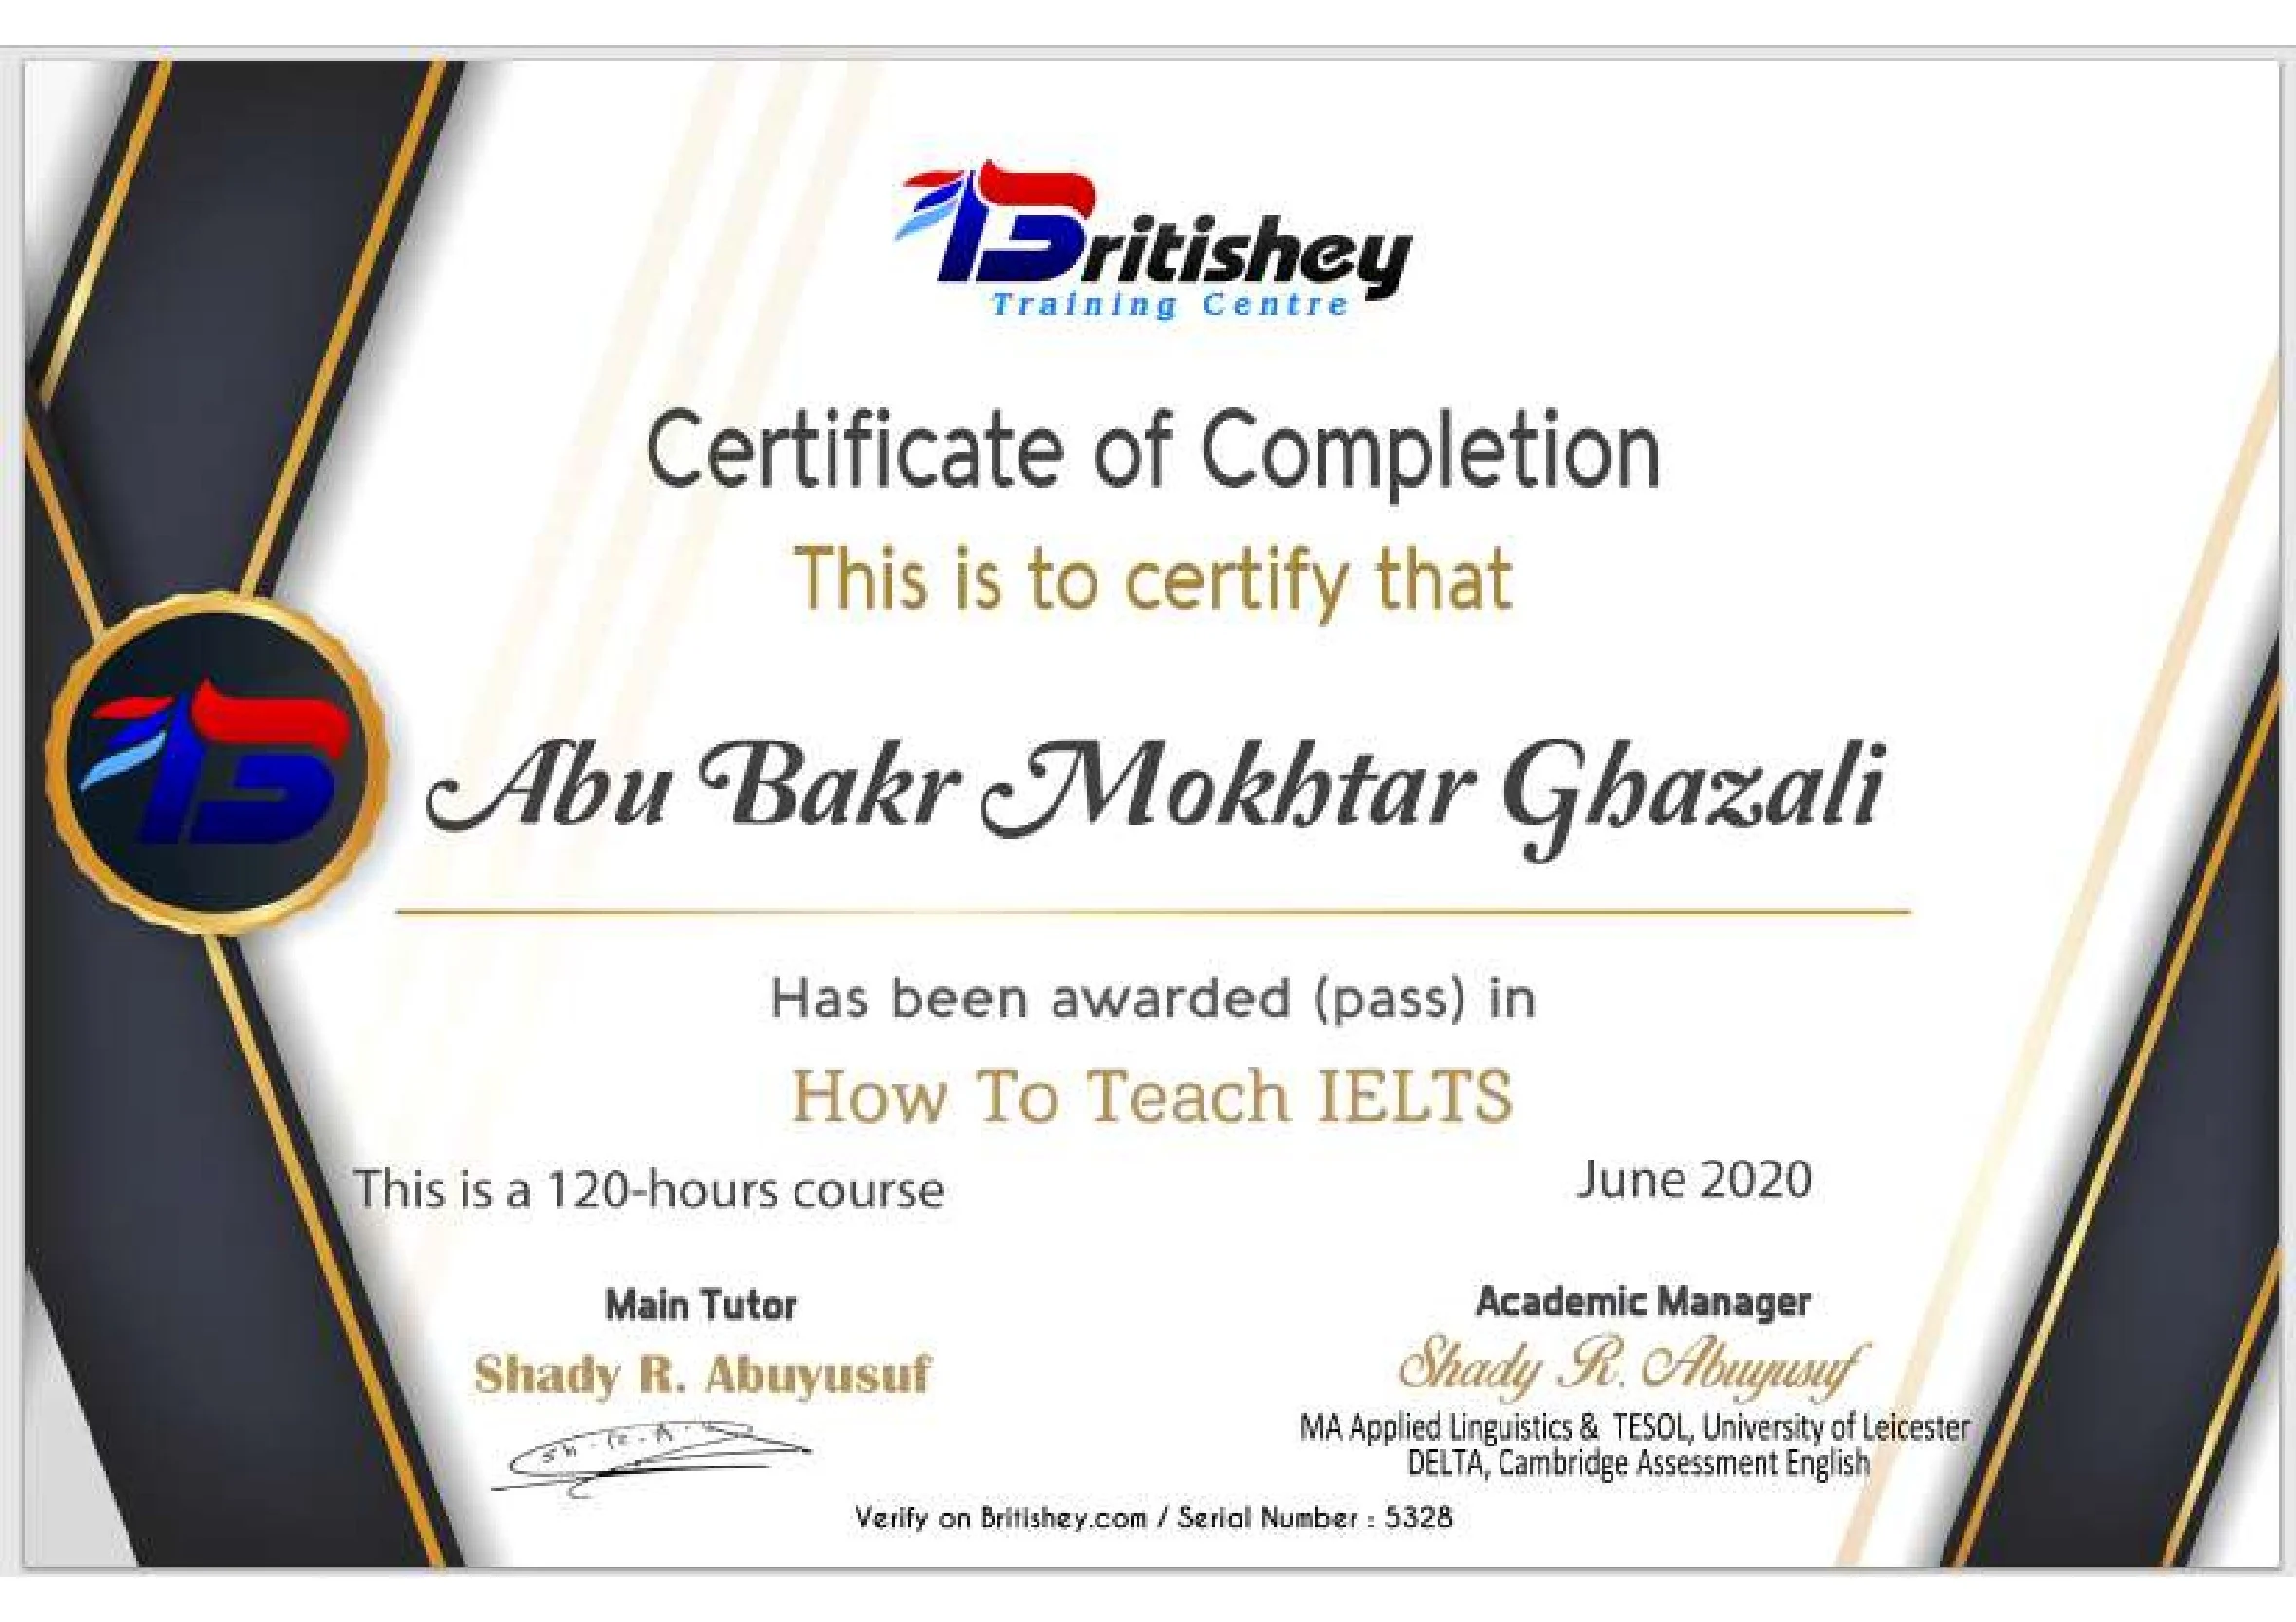 Britishey
Training Centre
Certificate of Completion
This is to certify that
Abu Bakr Mokhtar Ghazali
Has been awarded (pass) in
How To Teach IELTS
This is a 120-hours course
June 2020
Main Tutor
Shady R. Abuyusuf
Academic Manager
Shady R. Abuyusuf
MA Applied Linguistics & TESOL, University of Leicester
DELTA, Cambridge Assessment English
Verify on Britishey.com / Serial Number : 5328